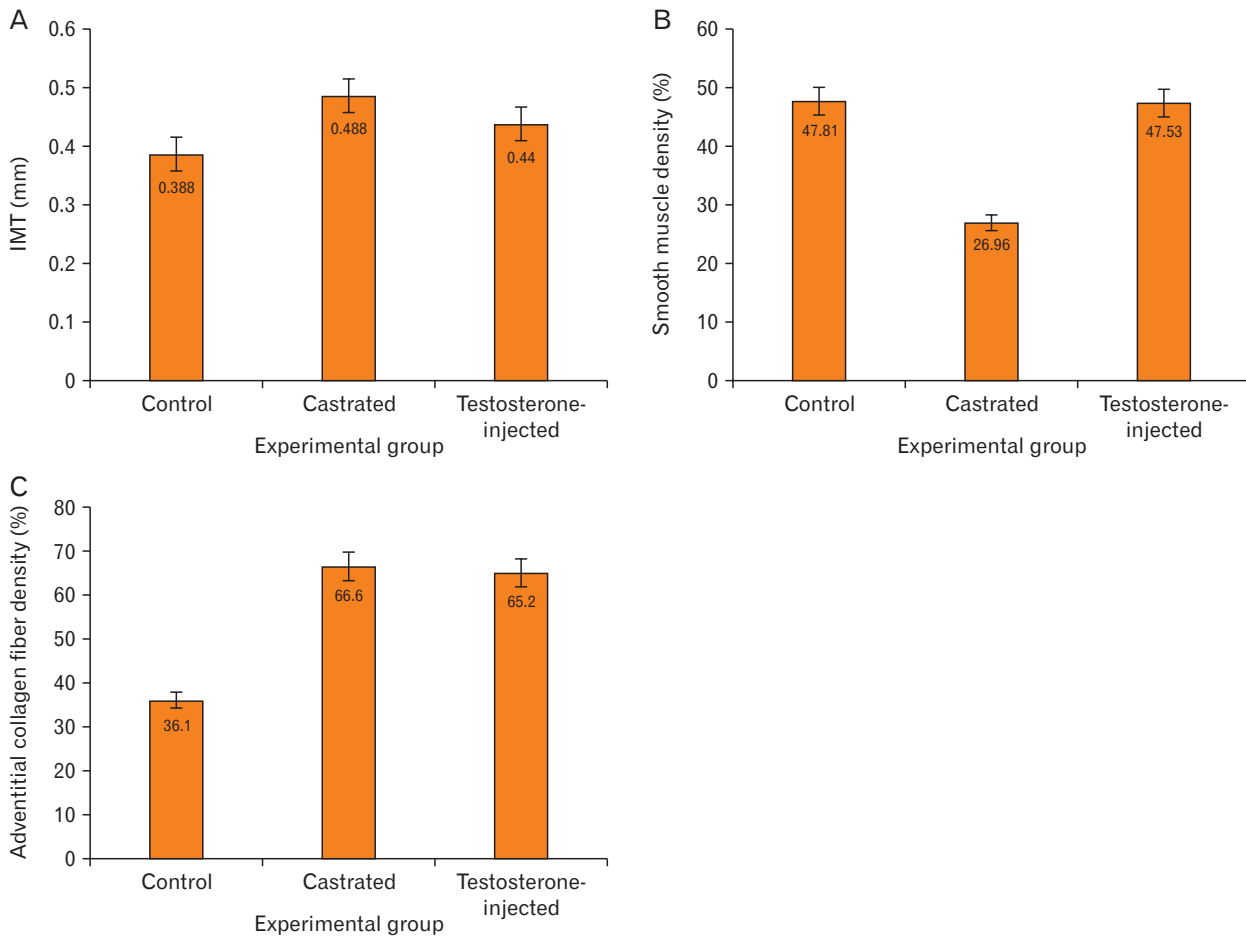 A
IMT (mm)
0.6
0.5
0.4
0.3
0.2
0.1
0
0.388
0.488
0.44
Control
Castrated
Testosterone-
injected
Experimental group
B
Smooth muscle density (%)
60
50
40
30
20
10
0
47.81
26.96
47.53
Control
Castrated
Testosterone-
injected
Experimental group
C
Adventitial collagen fiber density (%)
80
70
60
50
40
30
20
10
0
36.1
66.6
65.2
Control
Castrated
Testosterone-
injected
Experimental group